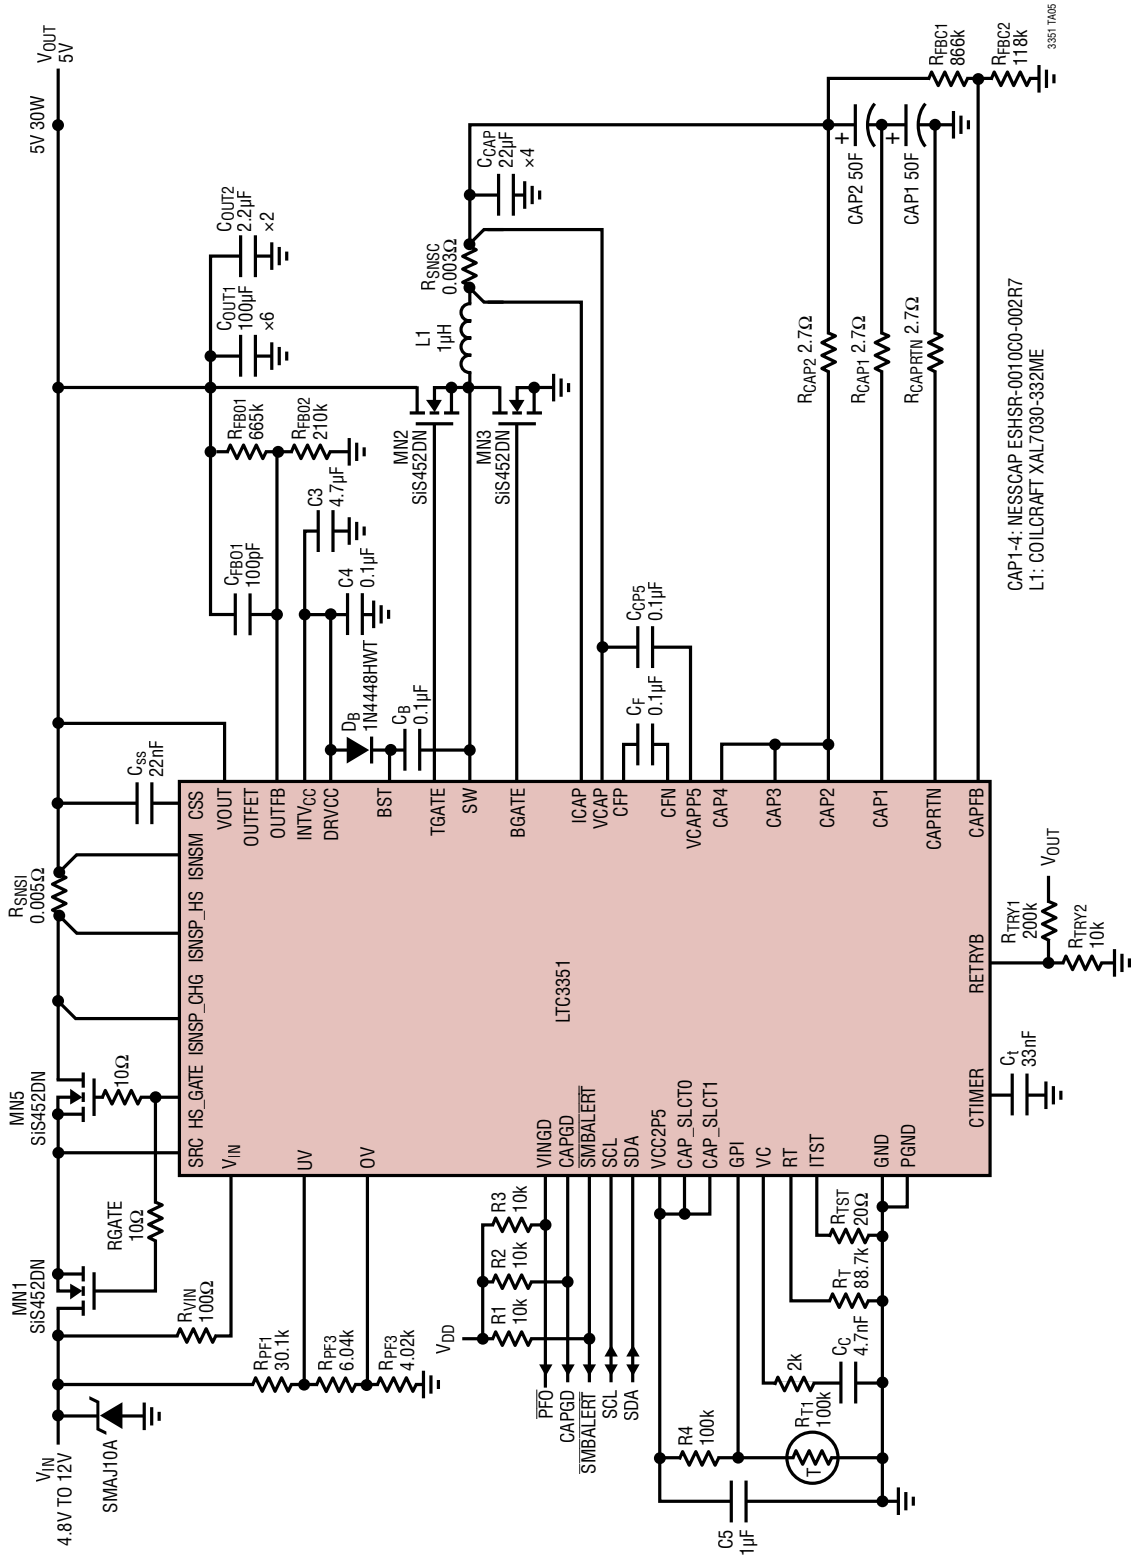 VIN
4.8V TO 12V
SMAJ10A
MN1
SiS452DN
RGATE
10Ω
RVIN
100Ω
RPF1
30.1k
RPF3
6.04k
RPF3
4.02k
MN5
SiS452DN
10Ω
RSNSI
0.005Ω
CSS
22nF
5V 30W
VOUT
5V
SRC
HS_GATE
ISNSP_CHG
ISNSP_HS
ISNSM
CSS
VIN
UV
OV
VINGD
CAPGD
SMBALERT
SCL
SDA
VCC2P5
CAP_SLCT0
CAP_SLCT1
GPI
VC
RT
ITST
GND
PGND
LTC3351
CTIMER
RETRYB
VOUT
OUTFET
OUTFB
INTVCC
DRVCC
BST
TGATE
SW
BGATE
ICAP
VCAP
CFP
CFN
VCAPP5
CAP4
CAP3
CAP2
CAP1
CAPRTN
CAPFB
VDD
R1
10k
R2
10k
R3
10k
PFO
CAPGD
SMBALERT
SCL
SDA
C5
1µF
R4
100k
T
RT1
100k
2k
CC
4.7nF
RT
88.7k
RTST
20Ω
Ct
33nF
RTRY1
200k
VOUT
RTRY2
10k
CFBO1
100pF
RFBO1
665k
RFBO2
210k
COUT1
100µF
×6
COUT2
2.2µF
×2
C3
4.7µF
C4
0.1µF
DB
1N4448HWT
CB
0.1µF
MN2
SiS452DN
MN3
SiS452DN
L1
1µH
RSNSC
0.003Ω
CCAP
22µF
×4
CF
0.1µF
CCP5
0.1µF
RCAP2 2.7Ω
RCAP1 2.7Ω
RCAPRTN 2.7Ω
+
CAP2 50F
+
CAP1 50F
RFBC1
866k
RFBC2
118k
CAP1-4: NESSCAP ESHSR-0010C0-002R7
L1: COILCRAFT XAL7030-332ME
3351 TA05